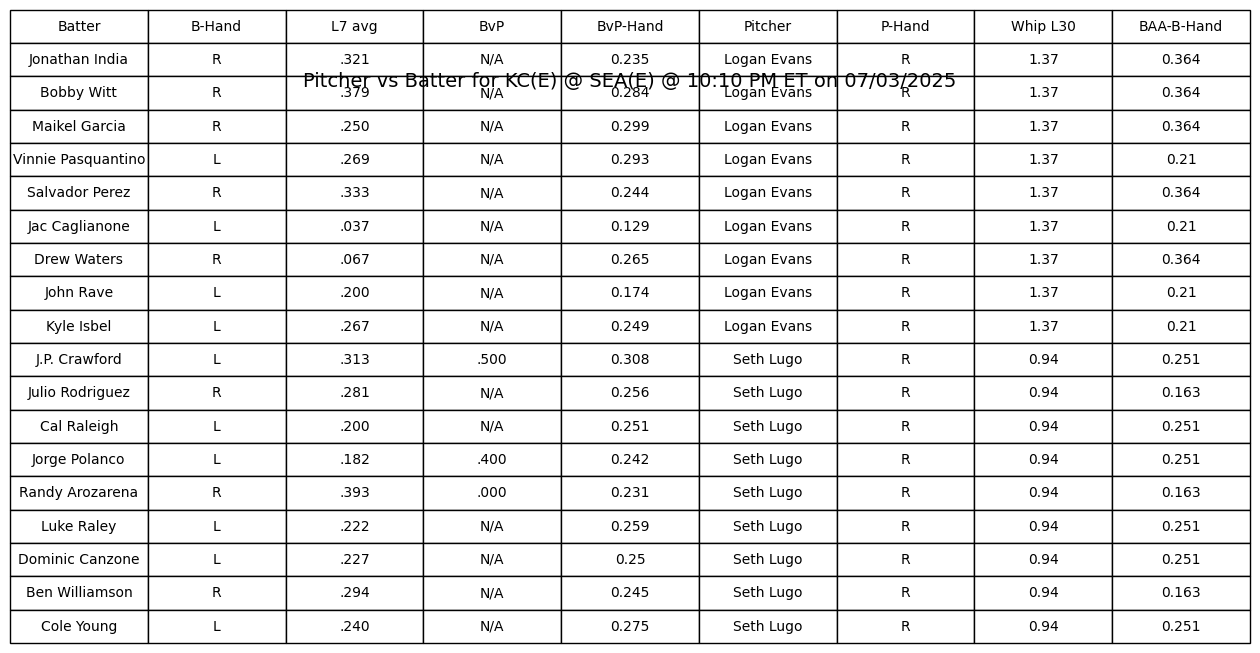 Batter B-Hand L7 avg BvP BvP-Hand Pitcher P-Hand Whip L30 BAA-B-Hand
Jonathan India R .321 N/A 0.235 Logan Evans R 1.37 0.364
Pitcher vs Batter for KC(E) @ SEA(E) @ 10:10 PM ET on 07/03/2025
Bobby Witt R .379 N/A 0.284 Logan Evans R 1.37 0.364
Maikel Garcia R .250 N/A 0.299 Logan Evans R 1.37 0.364
Vinnie Pasquantino L .269 N/A 0.293 Logan Evans R 1.37 0.21
Salvador Perez R .333 N/A 0.244 Logan Evans R 1.37 0.364
Jac Caglianone L .037 N/A 0.129 Logan Evans R 1.37 0.21
Drew Waters R .067 N/A 0.265 Logan Evans R 1.37 0.364
John Rave L .200 N/A 0.174 Logan Evans R 1.37 0.21
Kyle Isbel L .267 N/A 0.249 Logan Evans R 1.37 0.21
J.P. Crawford L .313 .500 0.308 Seth Lugo R 0.94 0.251
Julio Rodriguez R .281 N/A 0.256 Seth Lugo R 0.94 0.163
Cal Raleigh L .200 N/A 0.251 Seth Lugo R 0.94 0.251
Jorge Polanco L .182 .400 0.242 Seth Lugo R 0.94 0.251
Randy Arozarena R .393 .000 0.231 Seth Lugo R 0.94 0.163
Luke Raley L .222 N/A 0.259 Seth Lugo R 0.94 0.251
Dominic Canzone L .227 N/A 0.25 Seth Lugo R 0.94 0.251
Ben Williamson R .294 N/A 0.245 Seth Lugo R 0.94 0.163
Cole Young L .240 N/A 0.275 Seth Lugo R 0.94 0.251